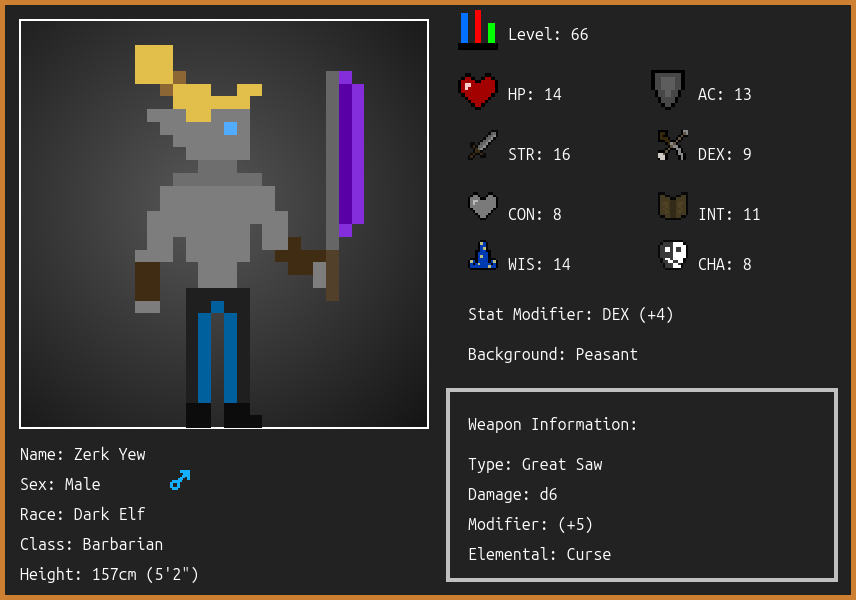 Level: 66
HP: 14
AC: 13
STR: 16
DEX: 9
CON: 8
INT: 11
WIS: 14
CHA: 8
Stat Modifier: DEX (+4)
Background: Peasant
Weapon Information:
Type: Great Saw
Damage: d6
Modifier: (+5)
Elemental: Curse
Name: Zerk Yew
Sex: Male
Race: Dark Elf
Class: Barbarian
Height: 157cm (5'2")